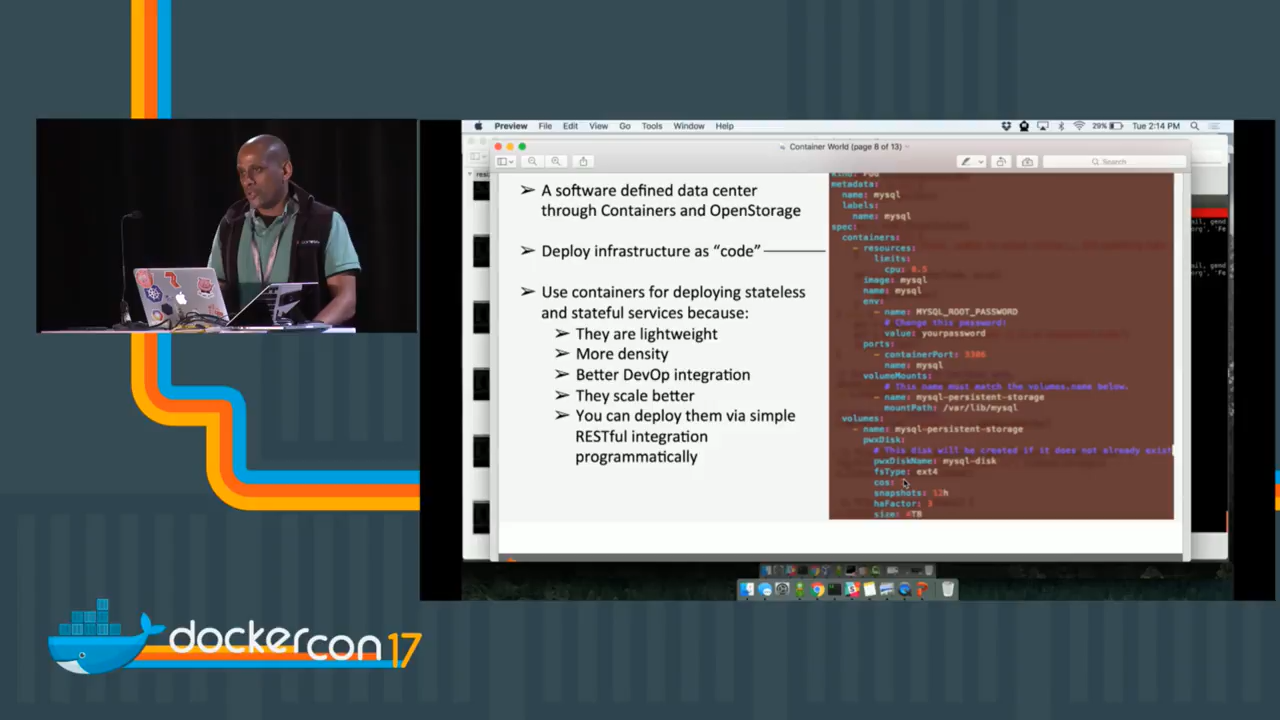 Preview File Edit View Go Tools Window Help
29% Tue 2:14 PM
Container World (page 8 of 13)
Search
➢ A software defined data center
through Containers and OpenStorage
➢ Deploy infrastructure as “code”
➢ Use containers for deploying stateless
and stateful services because:
➢ They are lightweight
➢ More density
➢ Better DevOp integration
➢ They scale better
➢ You can deploy them via simple
RESTful integration
programmatically
metadata:
name: mysql
labels:
name: mysql
spec:
containers:
- resources:
limits:
cpu: 0.5
image: mysql
name: mysql
env:
- name: MYSQL_ROOT_PASSWORD
# Change this password:
value: yourpassword
ports:
- containerPort: 3306
name: mysql
volumeMounts:
# This name must match the volumes.name below.
- name: mysql-persistent-storage
mountPath: /var/lib/mysql
volumes:
- name: mysql-persistent-storage
pwxDisk:
# This disk will be created if it does not already exist
pwxDiskName: mysql-disk
fsType: ext4
cos:
snapshots: 12h
haFactor: 3
size: 4TB
dockercon 17